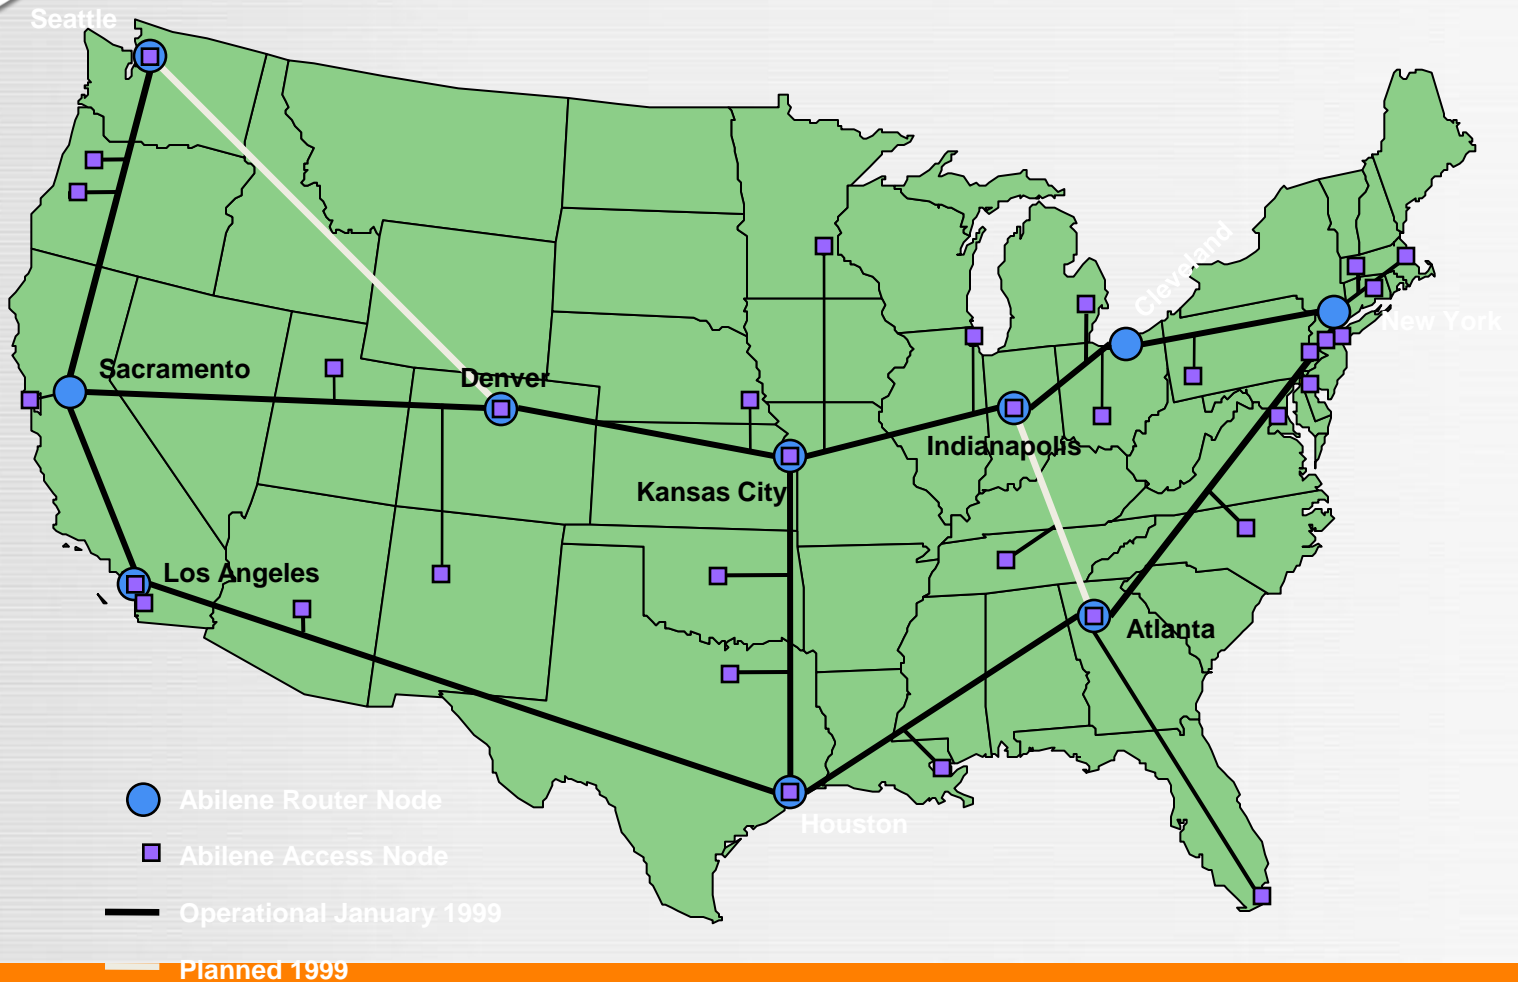 Seattle
Cleveland
New York
Sacramento
Denver
Indianapolis
Kansas City
Los Angeles
Atlanta
Houston
Abilene Router Node
Abilene Access Node
Operational January 1999
Planned 1999